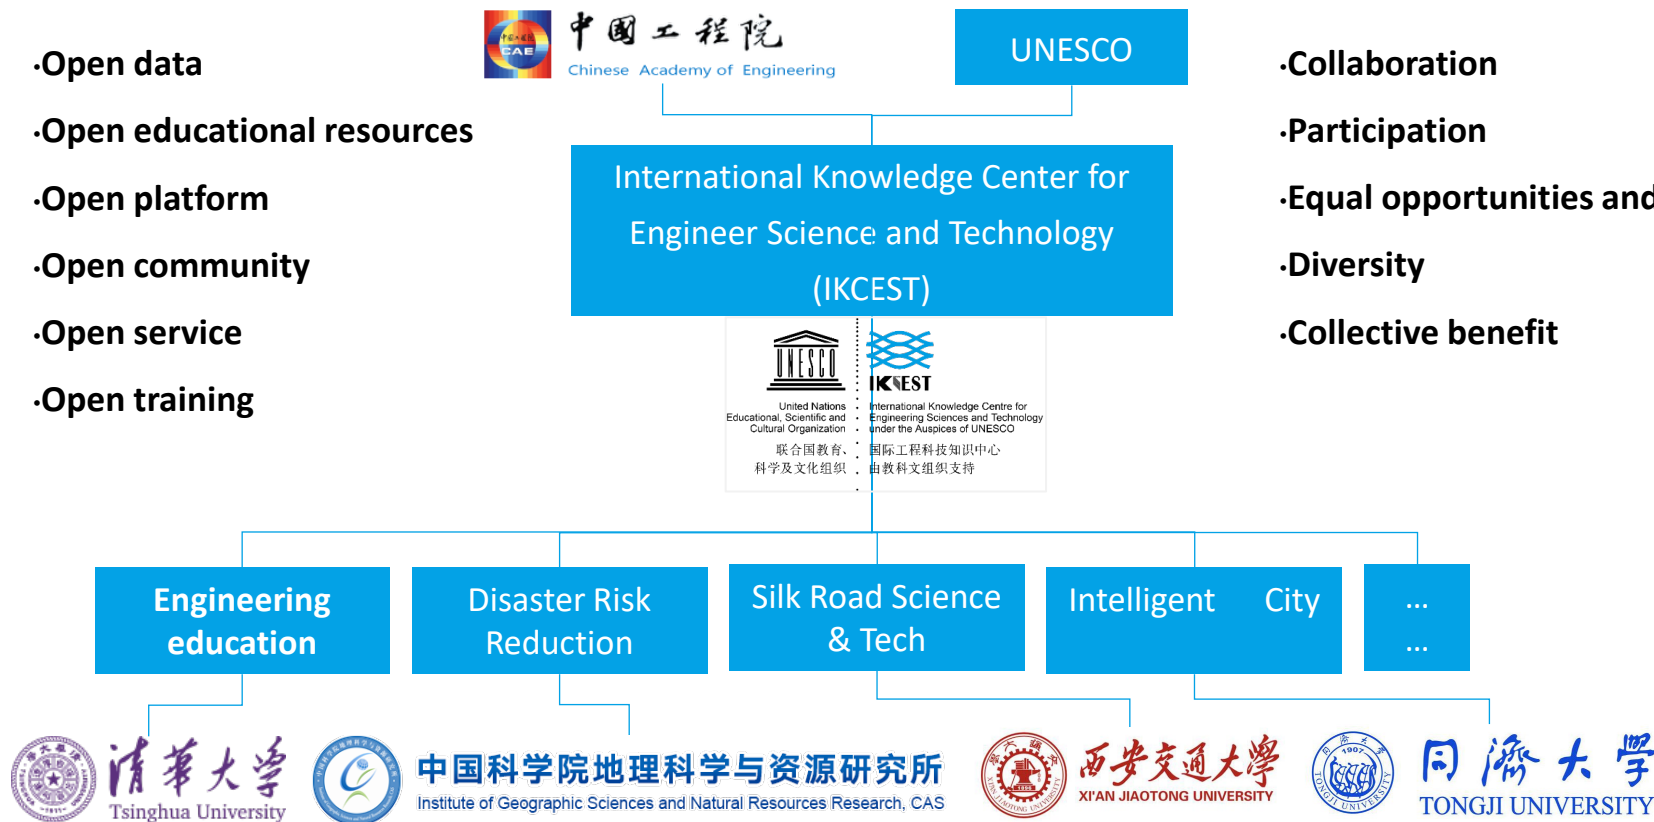 ·Open data
·Open educational resources
·Open platform
·Open community
·Open service
·Open training
中國工程院
CAE
Chinese Academy of Engineering
UNESCO
·Collaboration
·Participation
·Equal opportunities and
·Diversity
·Collective benefit
International Knowledge Center for
Engineer Science and Technology
(IKCEST)
UNESCO
United Nations
Educational, Scientific and
Cultural Organization
联合国教育、
科学及文化组织
IKCEST
International Knowledge Centre for
Engineering Sciences and Technology
under the Auspices of UNESCO
国际工程科技知识中心
由教科文组织支持
Engineering
education
Disaster Risk
Reduction
Silk Road Science
& Tech
Intelligent City
...
...
清華大学
Tsinghua University
中国科学院地理科学与资源研究所
Institute of Geographic Sciences and Natural Resources Research, CAS
西安交通大學
XI'AN JIAOTONG UNIVERSITY
1907
TONGJI UNIVERSITY
同濟大學
TONGJI UNIVERSITY